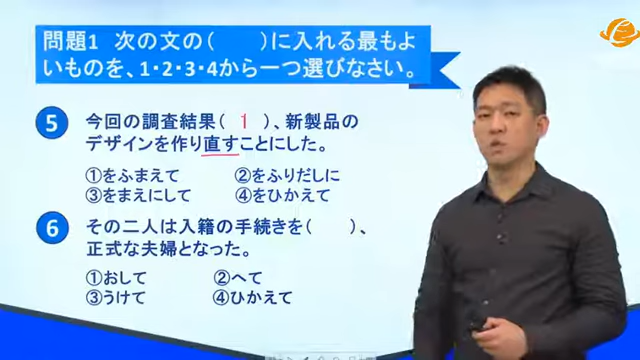 問題1 次の文の(　　)に入れる最もよ
いものを、1・2・3・4から一つ選びなさい。
5 今回の調査結果( 1 )、新製品の
デザインを作り直すことにした。
①をふまえて ②をふりだしに
③をまえにして ④をひかえて
6 その二人は入籍の手続きを(　　)、
正式な夫婦となった。
①おして ②へて
③うけて ④ひかえて